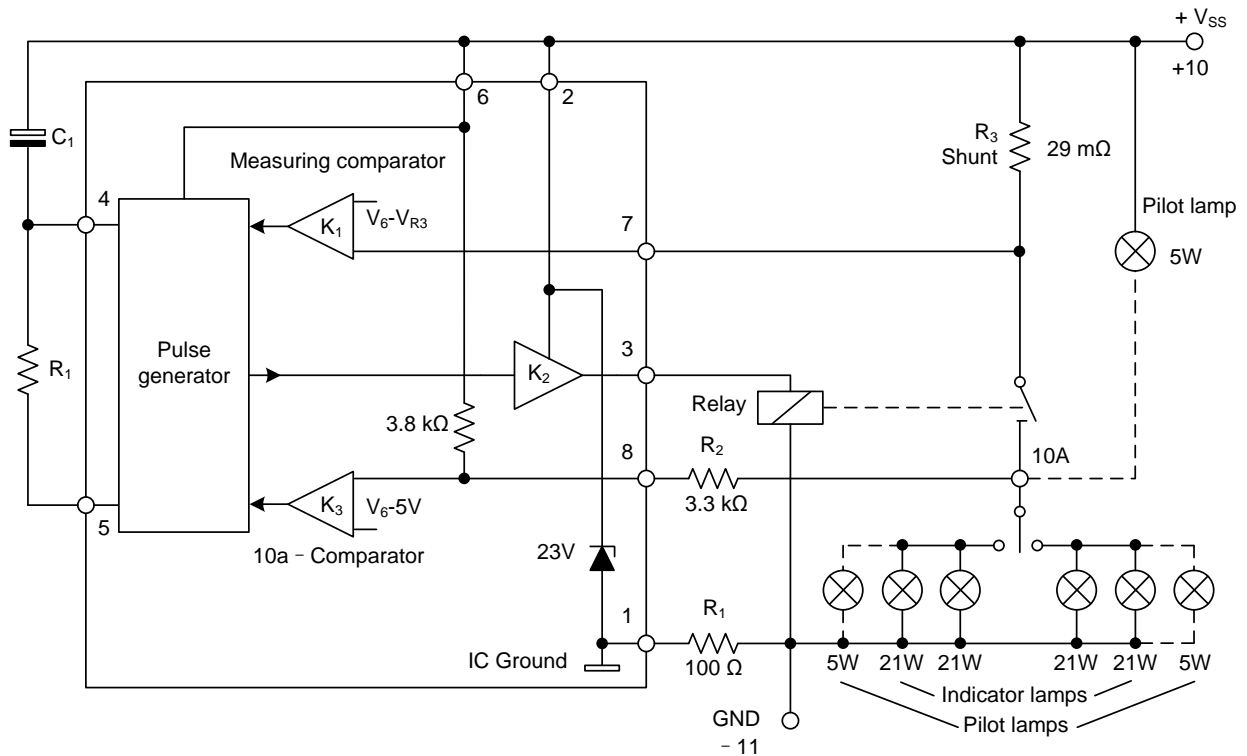 + V_SS
+10
6
2
C₁
R₃
Shunt
29 mΩ
Measuring comparator
Pilot lamp
4
K₁
V₆-V_R3
7
5W
R₁
Pulse
generator
K₂
3
Relay
3.8 kΩ
8
R₂
10A
3.3 kΩ
K₃
V₆-5V
5
10a - Comparator
23V
1
R₁
IC Ground
100 Ω
5W
21W
21W
21W
21W
5W
Indicator lamps
GND
Pilot lamps
- 11